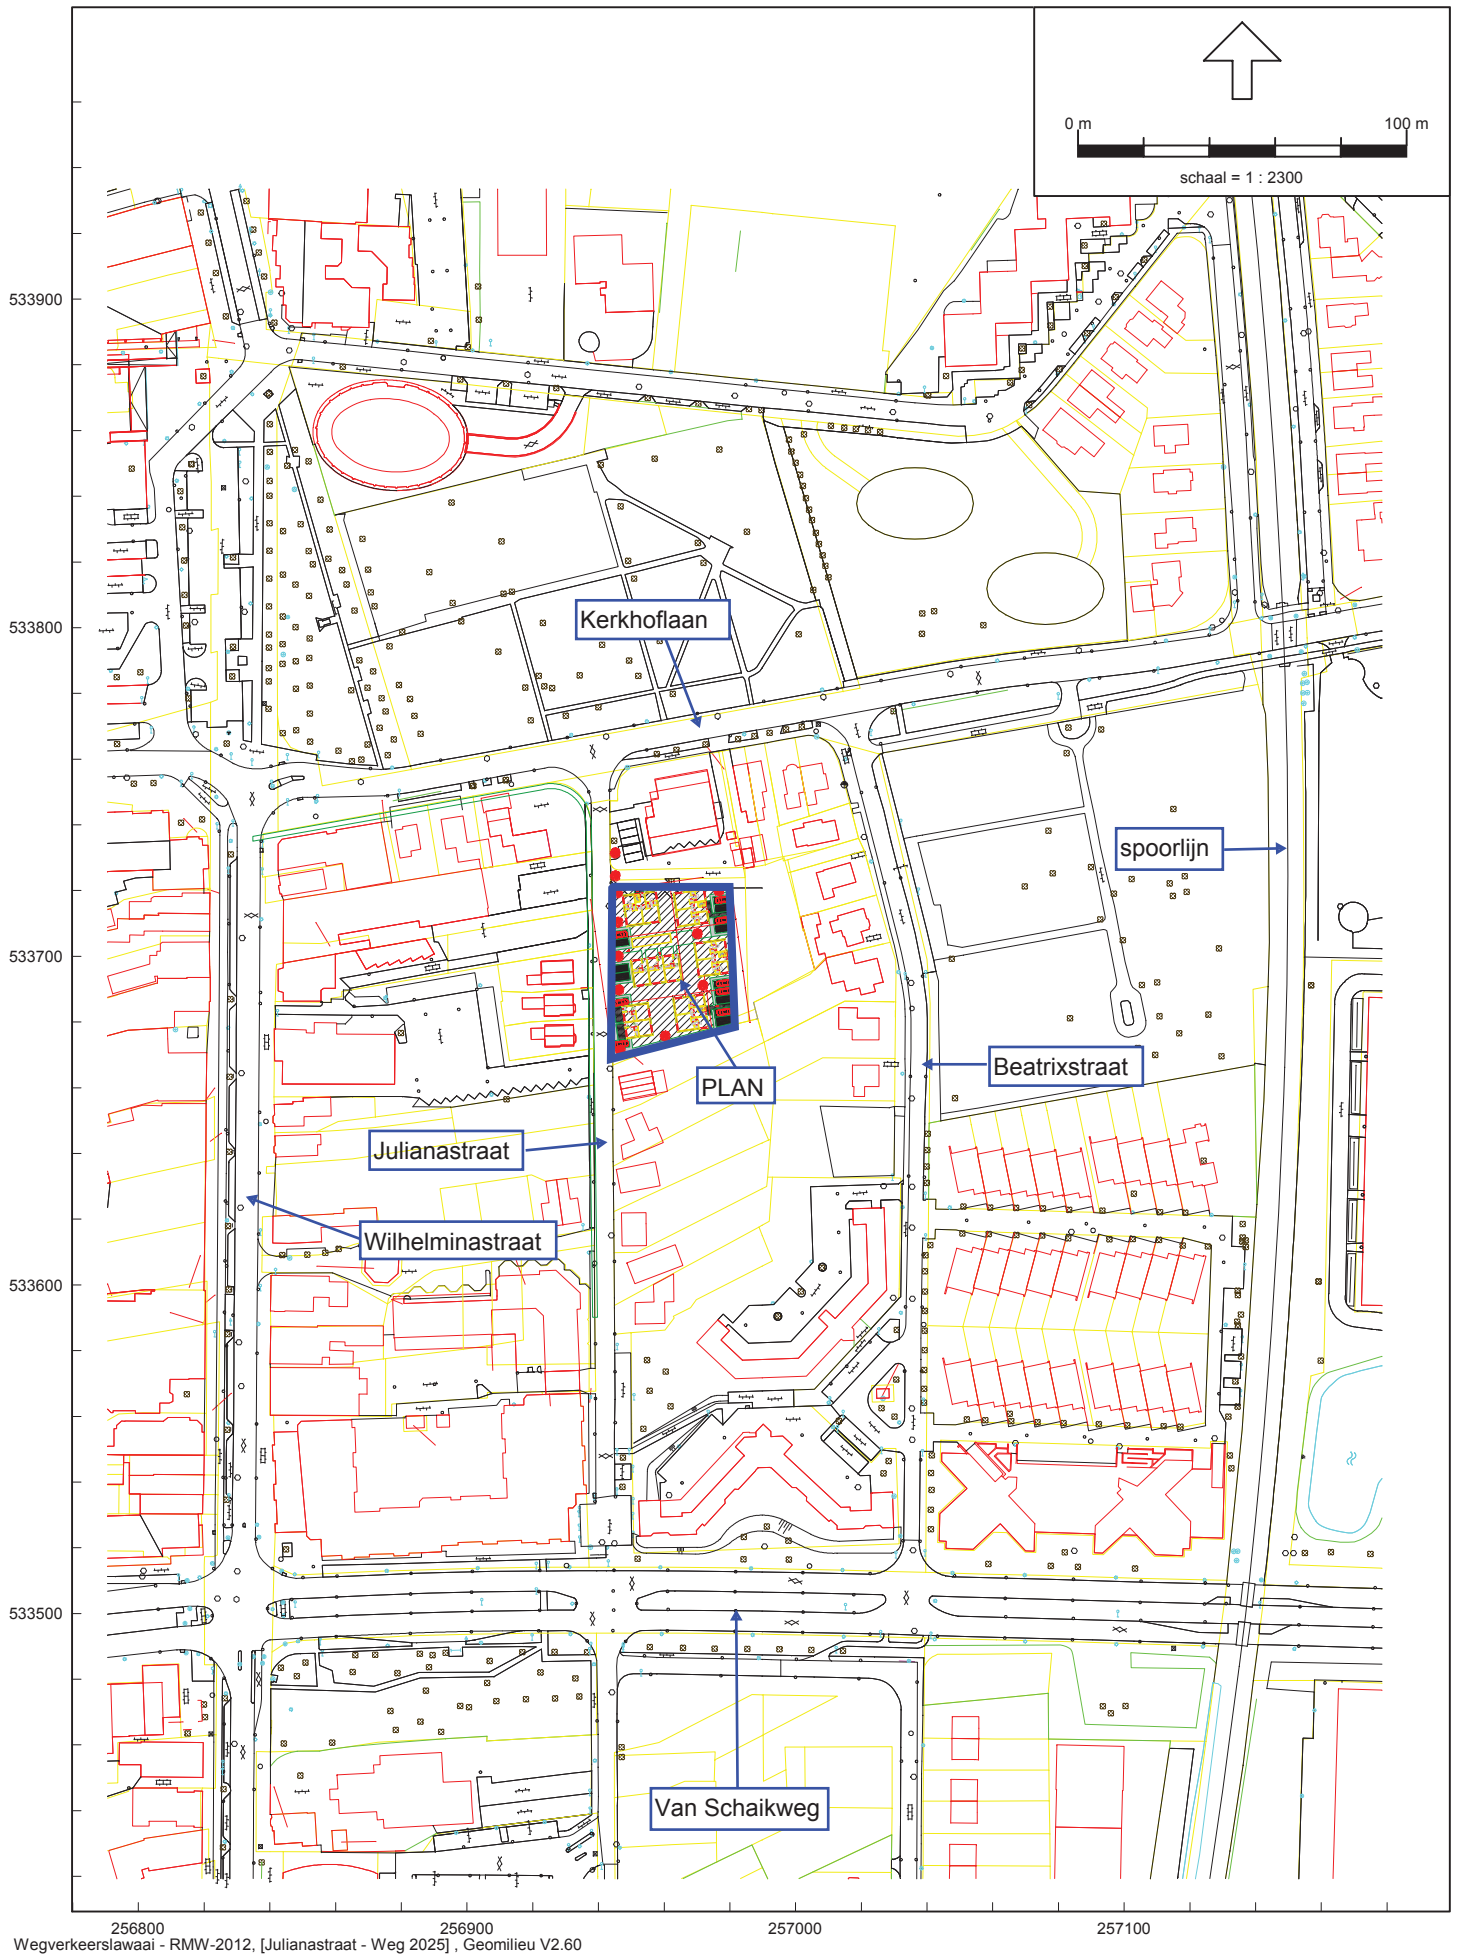 0 m 100 m
schaal = 1 : 2300
533900
533800
Kerkhoflaan
spoorlijn
533700
Beatrixstraat
PLAN
Julianastraat
Wilhelminastraat
533600
533500
Van Schaikweg
256800 256900 257000 257100
Wegverkeerslawaai - RMW-2012, [Julianastraat - Weg 2025] , Geomilieu V2.60